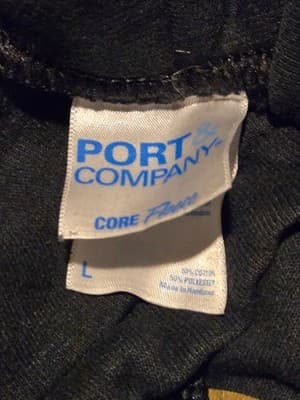 PORT &
COMPANY
CORE Fleece
L
50% COTTON
50% POLYESTER
Made in Honduras